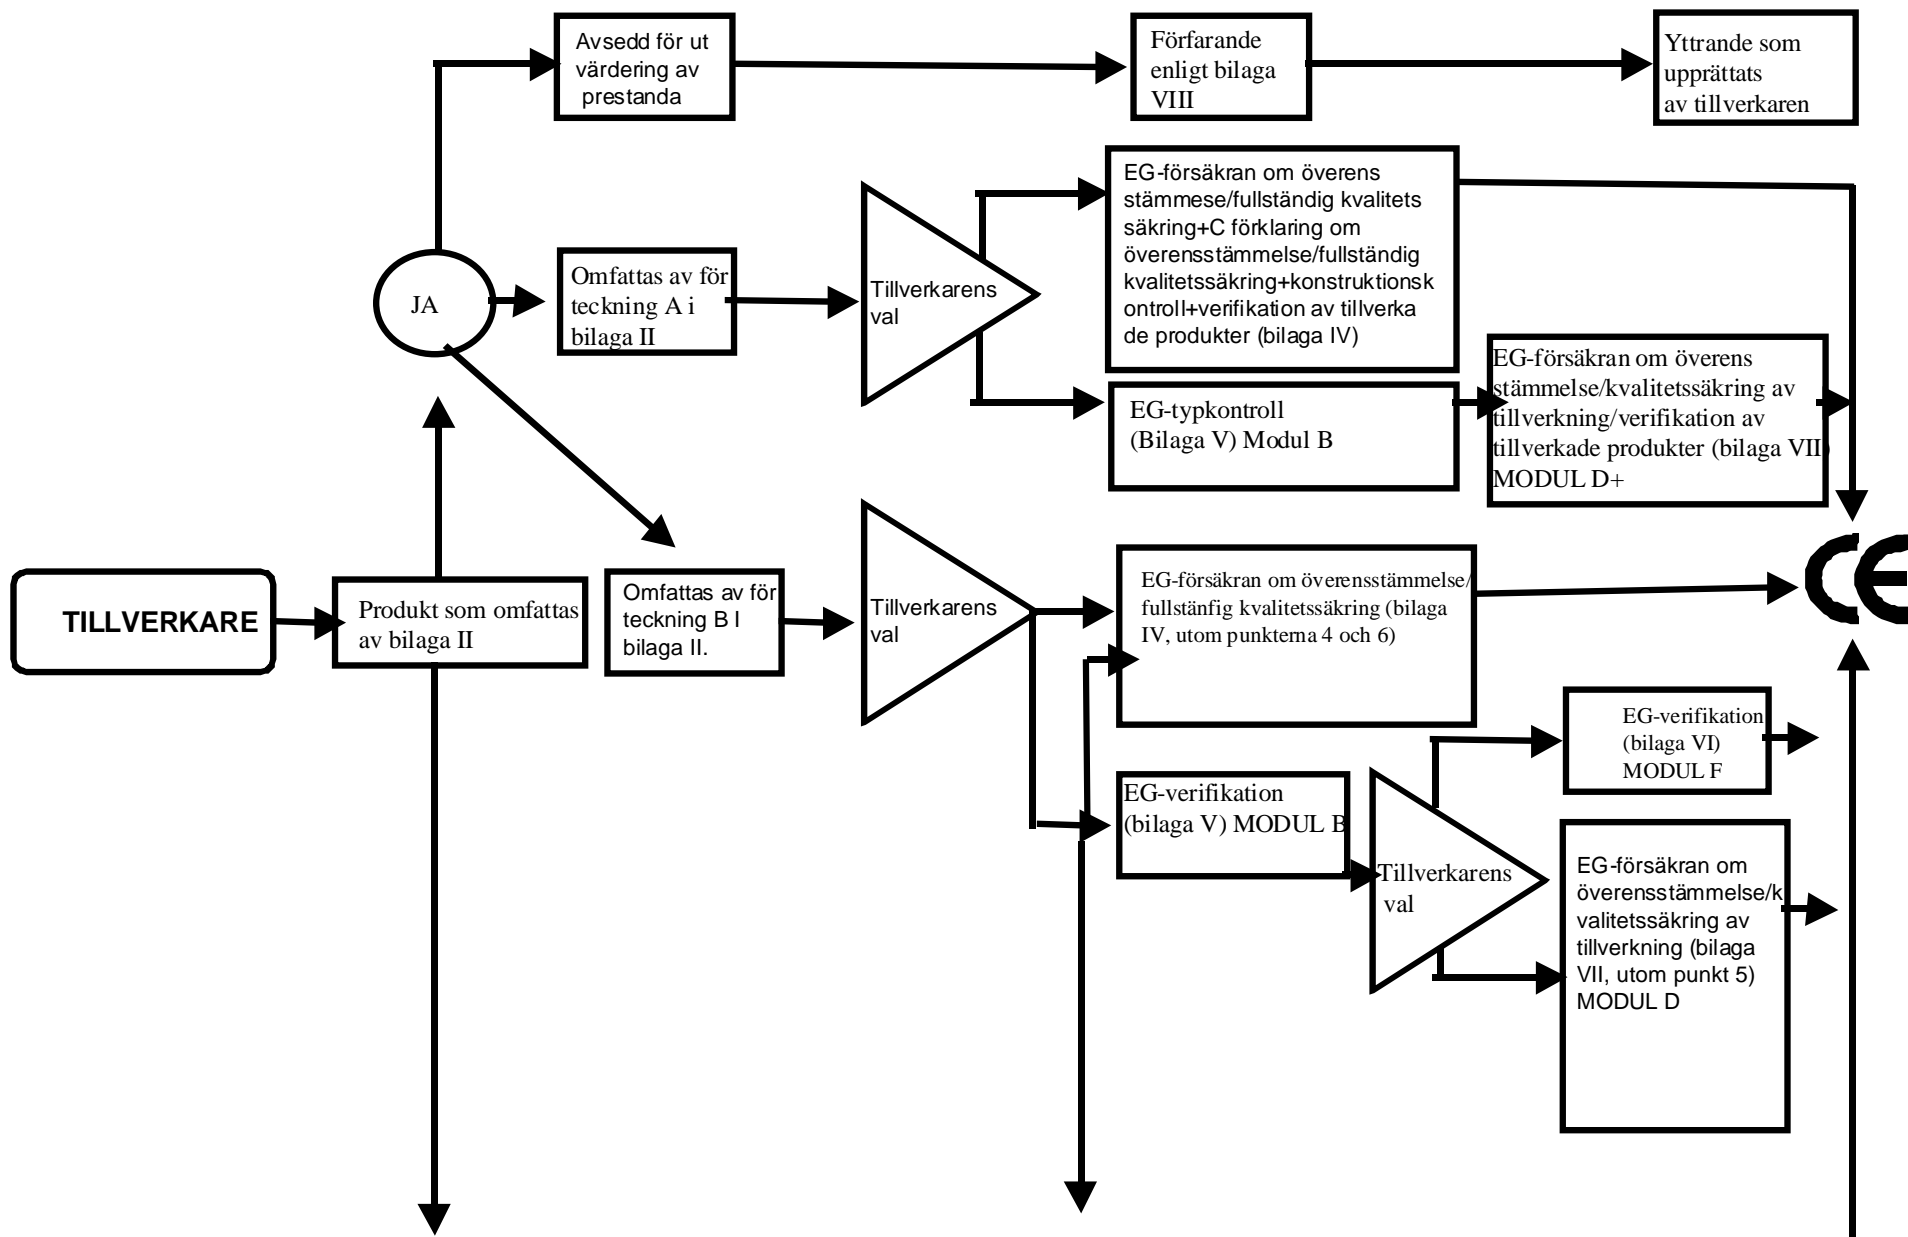 Avsedd för ut
värdering av
prestanda
Förfarande
enligt bilaga
VIII
Yttrande som
upprättats
av tillverkaren
EG-försäkran om överens
stämmese/fullständig kvalitets
säkring+C förklaring om
överensstämmelse/fullständig
kvalitetssäkring+konstruktionsk
ontroll+verifikation av tillverka
de produkter (bilaga IV)
JA
Omfattas av för
teckning A i
bilaga II
Tillverkarens
val
EG-typkontroll
(Bilaga V) Modul B
EG-försäkran om överens
stämmelse/kvalitetssäkring av
tillverkning/verifikation av
tillverkade produkter (bilaga VII)
MODUL D+
TILLVERKARE
Produkt som omfattas
av bilaga II
Omfattas av för
teckning B I
bilaga II.
Tillverkarens
val
EG-försäkran om överensstämmelse/
fullstänfig kvalitetssäkring (bilaga
IV, utom punkterna 4 och 6)
CE
EG-verifikation
(bilaga VI)
MODUL F
EG-verifikation
(bilaga V) MODUL B
Tillverkarens
val
EG-försäkran om
överensstämmelse/k
valitetssäkring av
tillverkning (bilaga
VII, utom punkt 5)
MODUL D